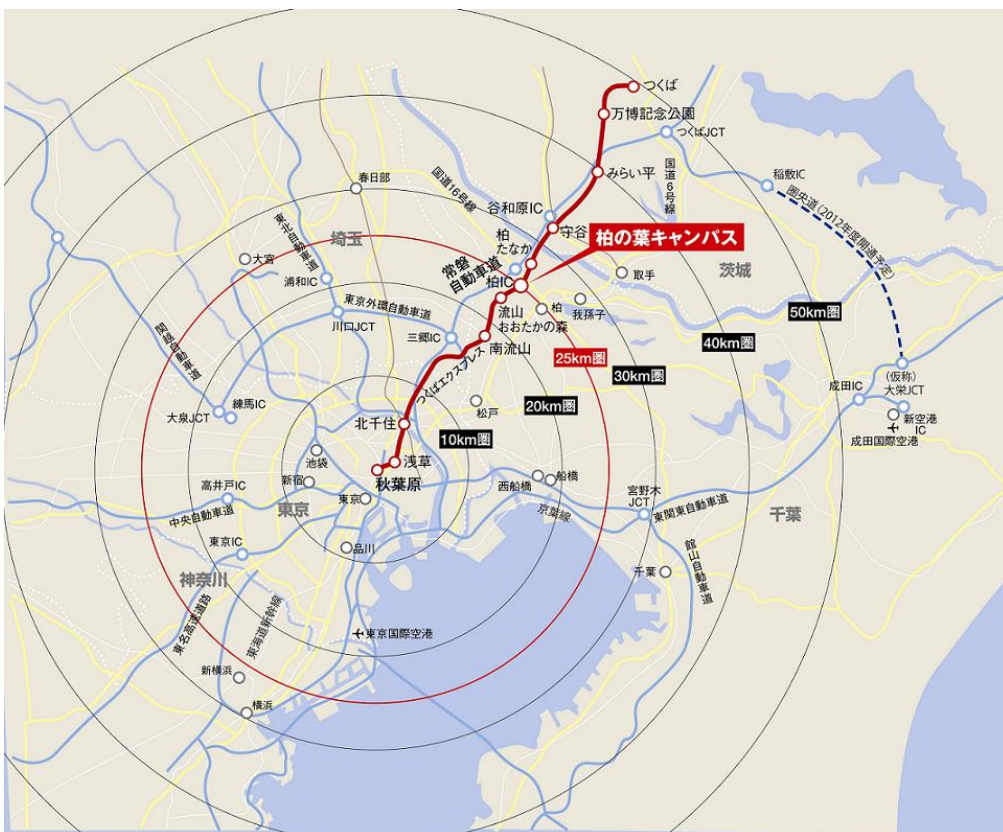 つくば
万博記念公園
つくばJCT
みらい平
国道6号線
稲敷IC
圏央道(2012年度開通予定)
春日部
国道16号線
谷和原IC
守谷
柏の葉キャンパス
柏
たなか
東北自動車道
埼玉
大宮
浦和IC
常磐
自動車道
柏IC
取手
茨城
東京外環自動車道
川口JCT
三郷IC
流山
おおたかの森
柏
我孫子
50km圏
40km圏
関越自動車道
南流山
25km圏
30km圏
つくばエクスプレス
20km圏
10km圏
松戸
大泉JCT
練馬IC
北千住
成田IC
(仮称)
大栄JCT
新空港
IC
成田国際空港
池袋
浅草
秋葉原
新宿
東京
高井戸IC
中央自動車道
東京
西船橋
船橋
京葉線
宮野木
JCT
東関東自動車道
千葉
東京IC
品川
神奈川
千葉
館山自動車道
東名高速道路
東海道新幹線
東京国際空港
新横浜
横浜